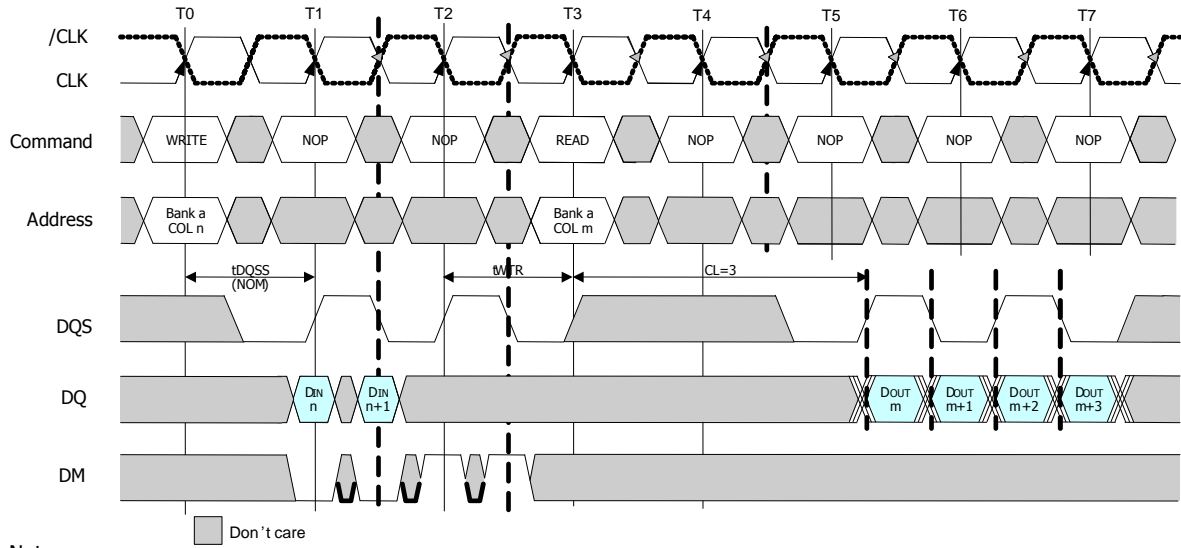 T0 T1 T2 T3 T4 T5 T6 T7
/CLK
CLK
Command WRITE NOP NOP READ NOP NOP NOP NOP
Address Bank a COL n Bank a COL m
tDQSS (NOM) tWTR CL=3
DQS
DQ DIN n DIN n+1 DOUT m DOUT m+1 DOUT m+2 DOUT m+3
DM
Don't care